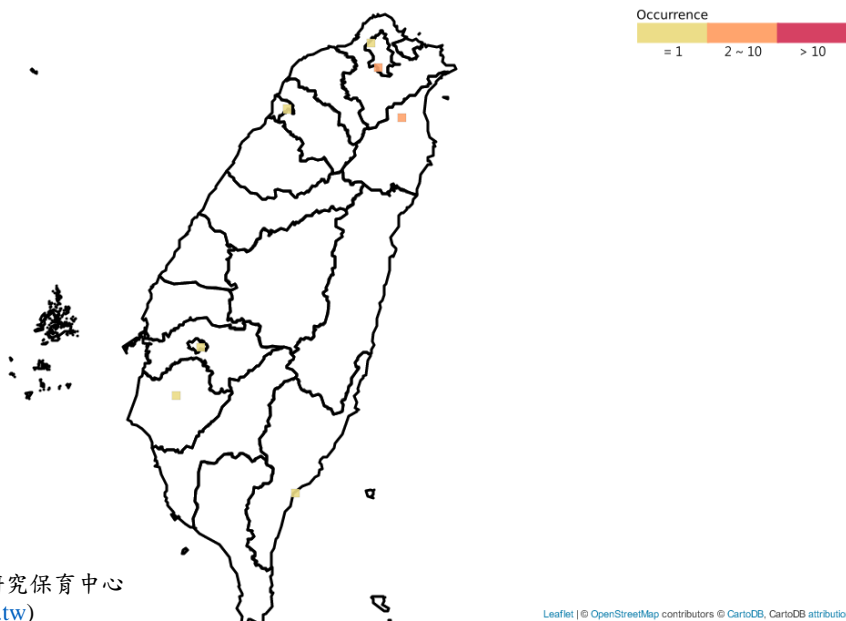 Occurrence
= 1 2 ~ 10 > 10
究保育中心
tw)
Leaflet | © OpenStreetMap contributors © CartoDB, CartoDB attributio